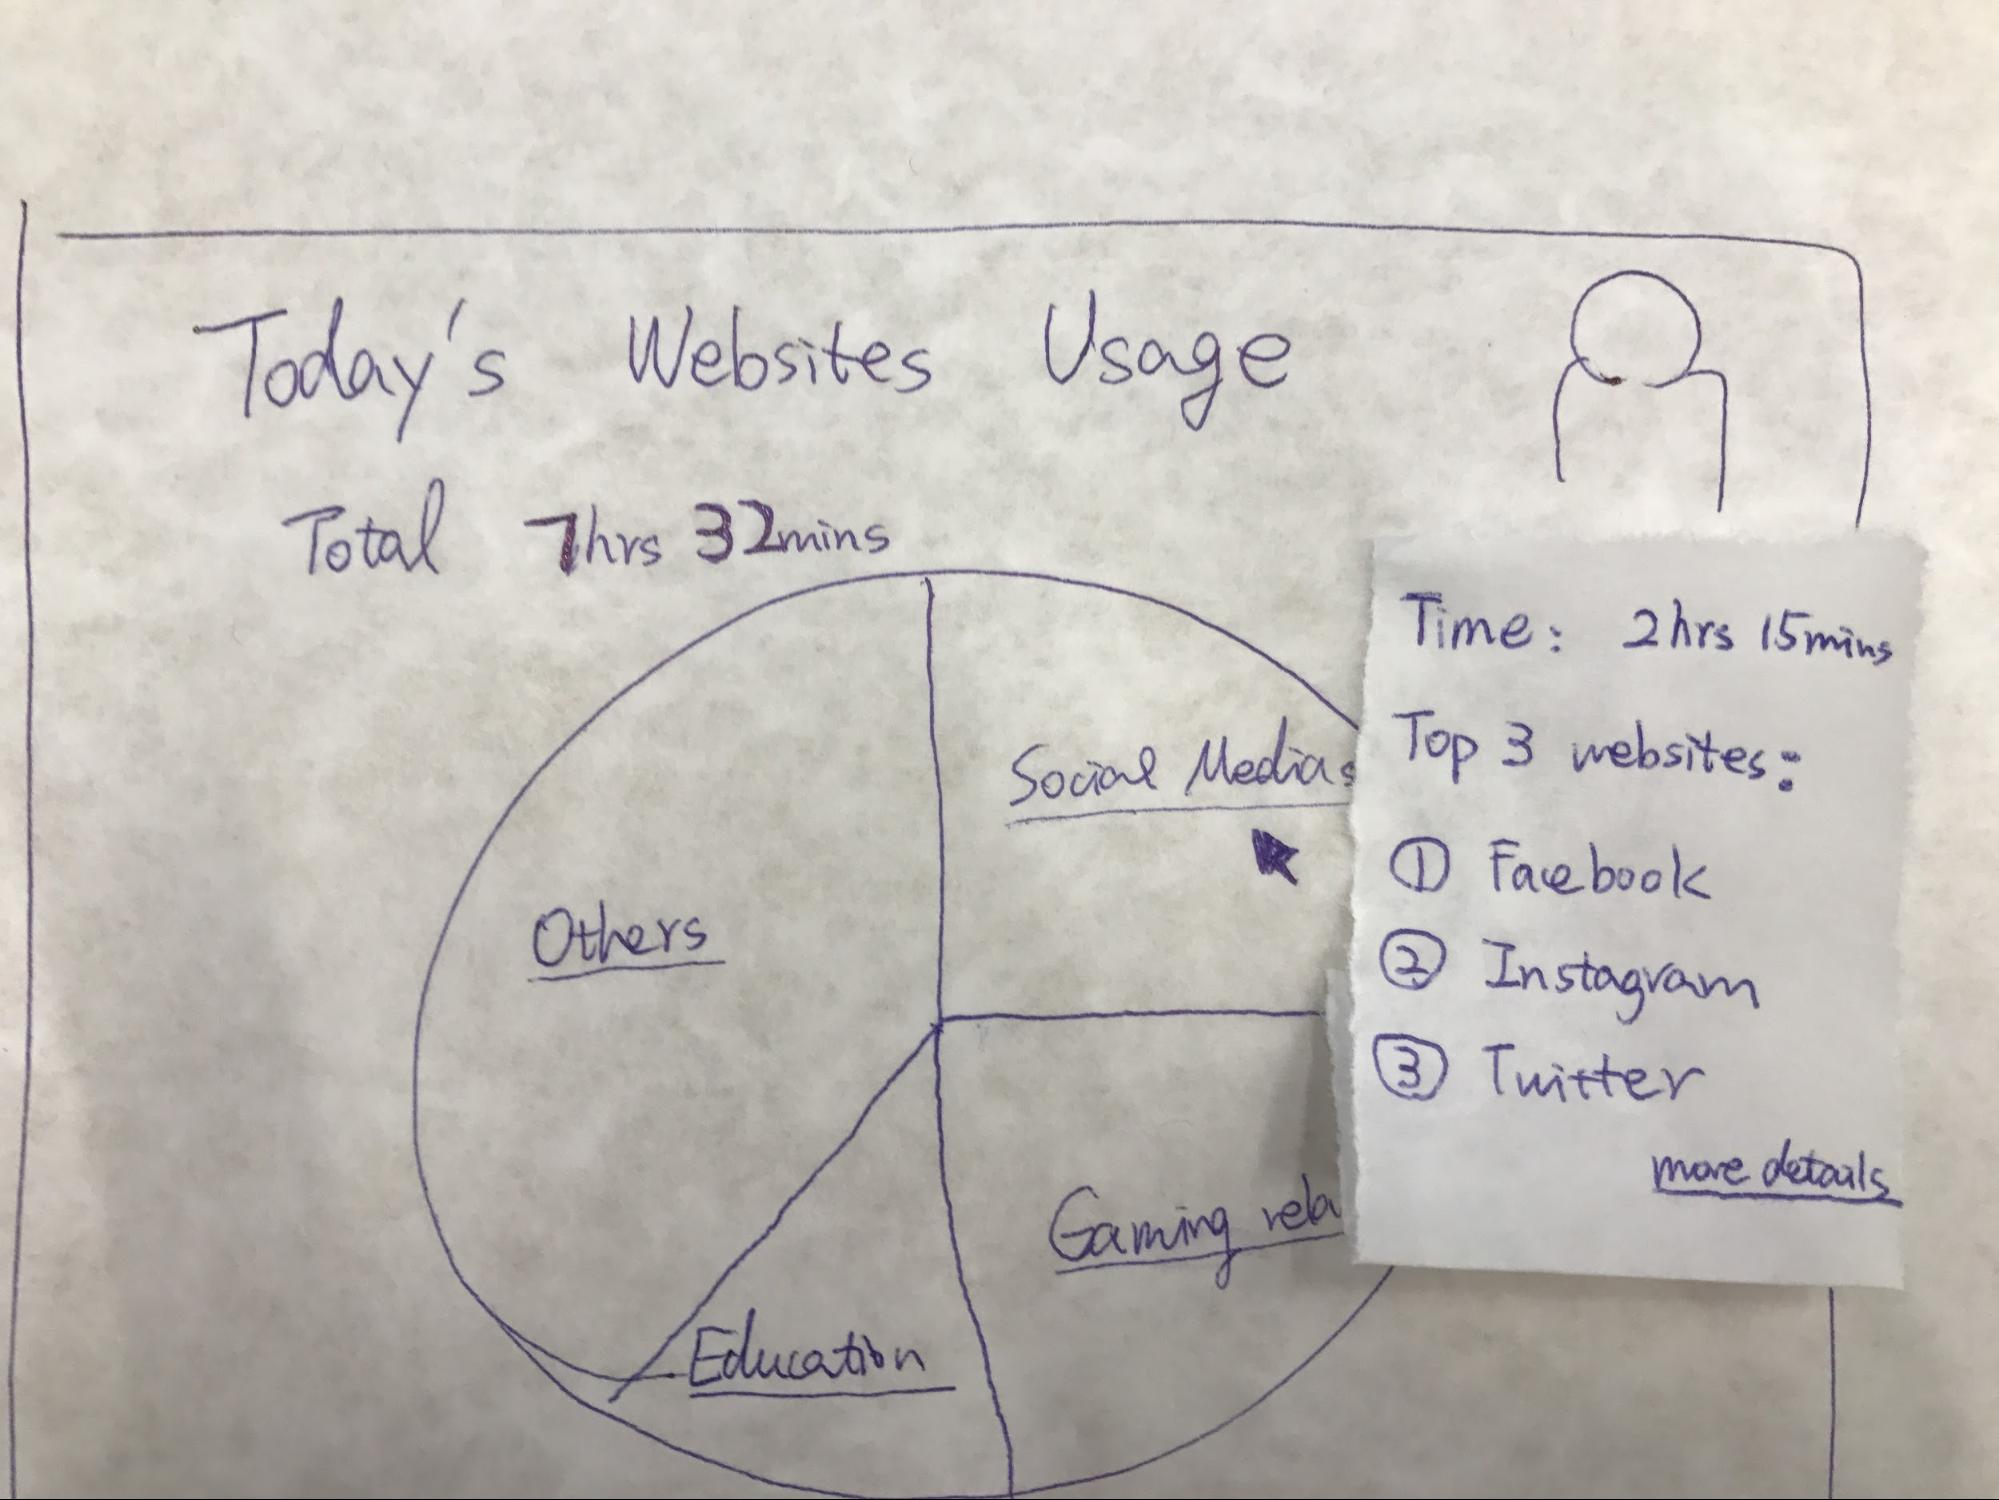 Today's Websites Usage
Total 7hrs 32mins
Time: 2hrs 15mins
Top 3 websites:
① Facebook
② Instagram
③ Twitter
more details
Social Medias
Others
Gaming rela
Education